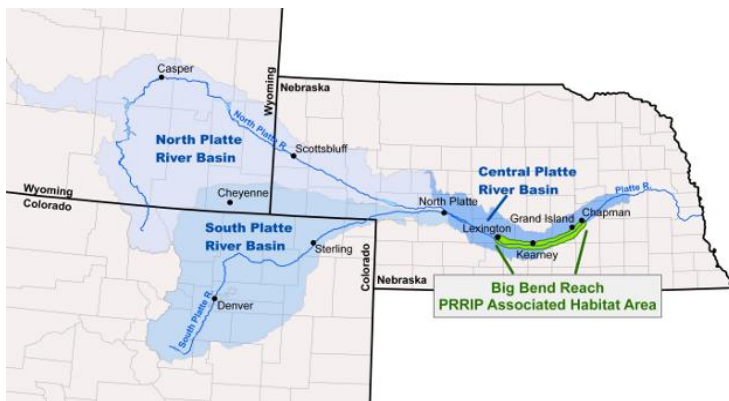 Casper
Wyoming
Nebraska
North Platte R.
North Platte
River Basin
Scottsbluff
Central Platte
River Basin
Platte R.
Wyoming
Colorado
Cheyenne
North Platte
Grand Island
Chapman
South Platte
River Basin
Lexington
Sterling
Kearney
Colorado
Nebraska
Big Bend Reach
PRRIP Associated Habitat Area
Denver
South Platte R.